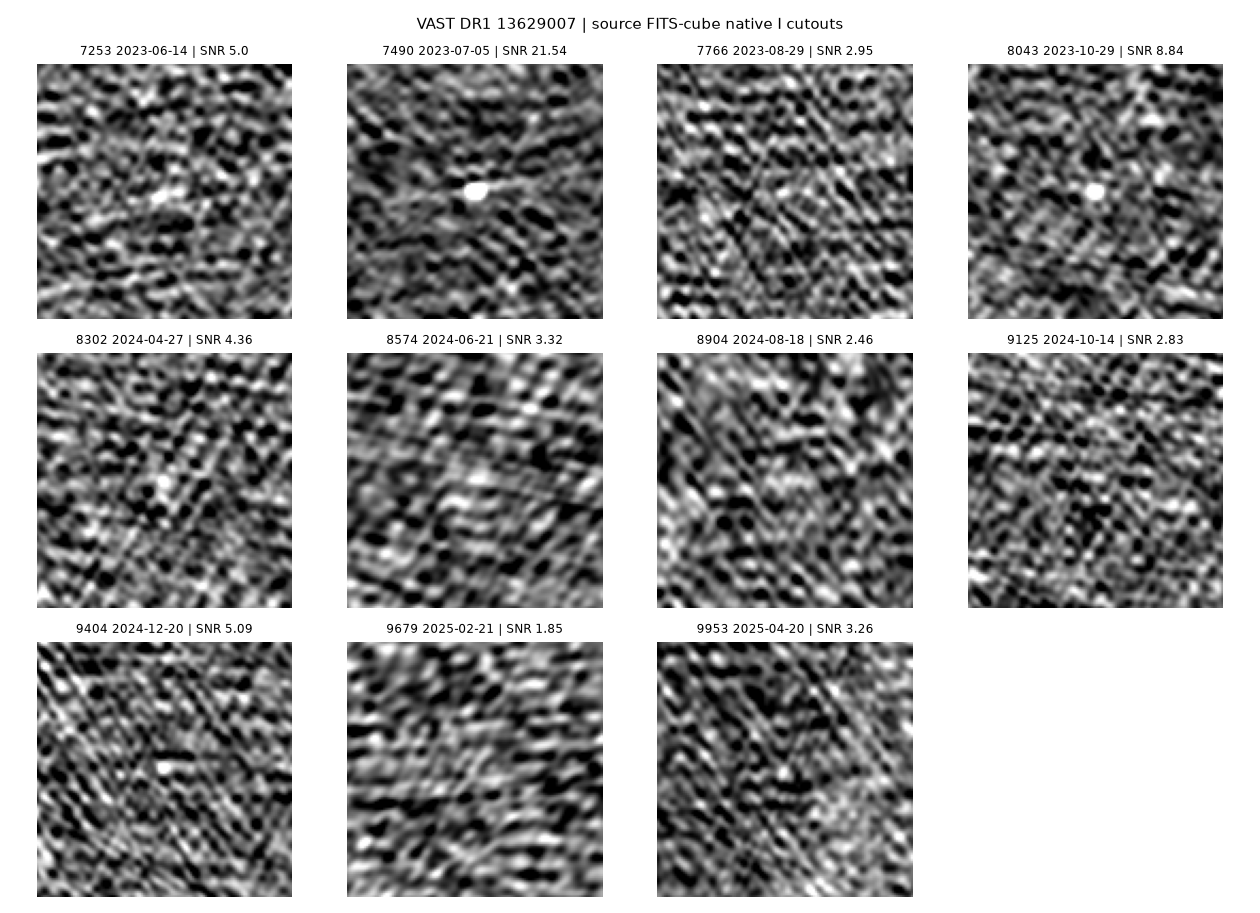 VAST DR1 13629007 | source FITS-cube native I cutouts
7253 2023-06-14 | SNR 5.0
7490 2023-07-05 | SNR 21.54
7766 2023-08-29 | SNR 2.95
8043 2023-10-29 | SNR 8.84
8302 2024-04-27 | SNR 4.36
8574 2024-06-21 | SNR 3.32
8904 2024-08-18 | SNR 2.46
9125 2024-10-14 | SNR 2.83
9404 2024-12-20 | SNR 5.09
9679 2025-02-21 | SNR 1.85
9953 2025-04-20 | SNR 3.26